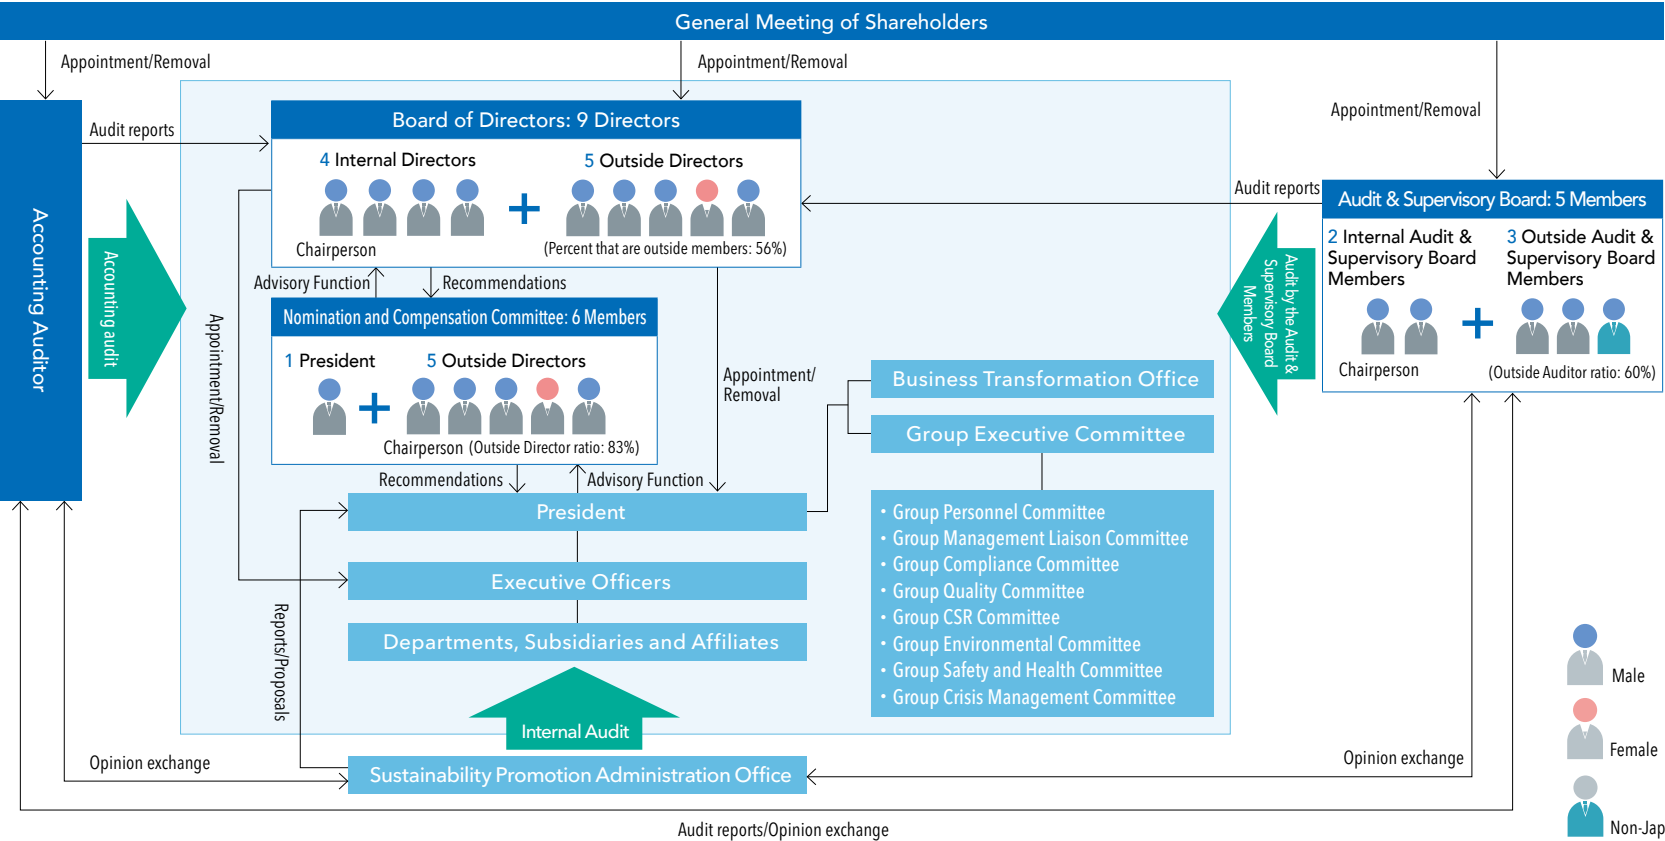 General Meeting of Shareholders
Appointment/Removal
Appointment/Removal
Appointment/Removal
Accounting Auditor
Audit reports
Accounting audit
Board of Directors: 9 Directors
4 Internal Directors
5 Outside Directors
Chairperson
(Percent that are outside members: 56%)
Audit reports
Audit & Supervisory Board: 5 Members
2 Internal Audit &
Supervisory Board
Members
3 Outside Audit &
Supervisory Board
Members
Chairperson
(Outside Auditor ratio: 60%)
Audit by the Audit &
Supervisory Board
Members
Advisory Function
Recommendations
Nomination and Compensation Committee: 6 Members
1 President
5 Outside Directors
Chairperson (Outside Director ratio: 83%)
Appointment/Removal
Appointment/
Removal
Recommendations
Advisory Function
President
Executive Officers
Departments, Subsidiaries and Affiliates
Business Transformation Office
Group Executive Committee
• Group Personnel Committee
• Group Management Liaison Committee
• Group Compliance Committee
• Group Quality Committee
• Group CSR Committee
• Group Environmental Committee
• Group Safety and Health Committee
• Group Crisis Management Committee
Reports/Proposals
Internal Audit
Sustainability Promotion Administration Office
Opinion exchange
Opinion exchange
Audit reports/Opinion exchange
Male
Female
Non-Jap